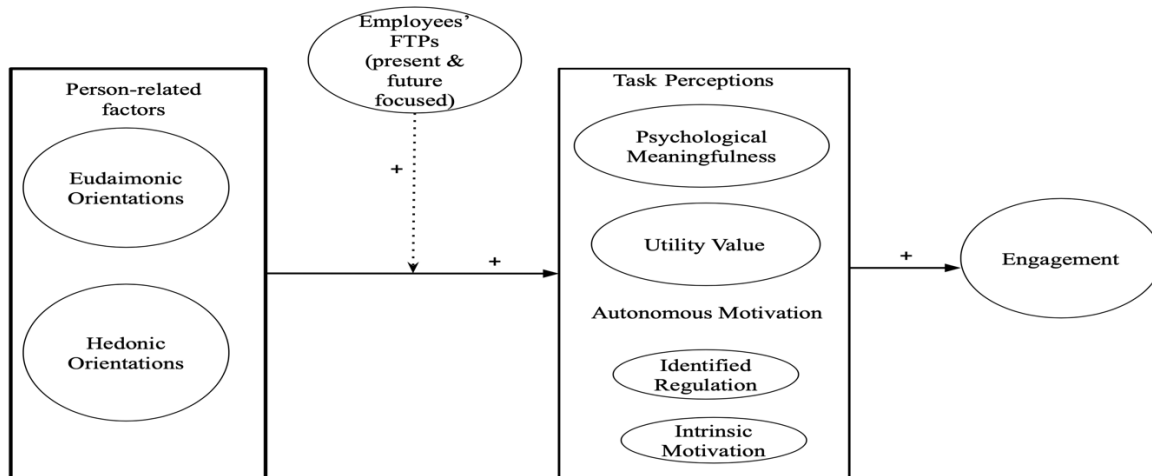 Employees’
FTPs
(present &
future
focused)
Person-related
factors
Eudaimonic
Orientations
Hedonic
Orientations
+
+
Task Perceptions
Psychological
Meaningfulness
Utility Value
Autonomous Motivation
Identified
Regulation
Intrinsic
Motivation
+
Engagement